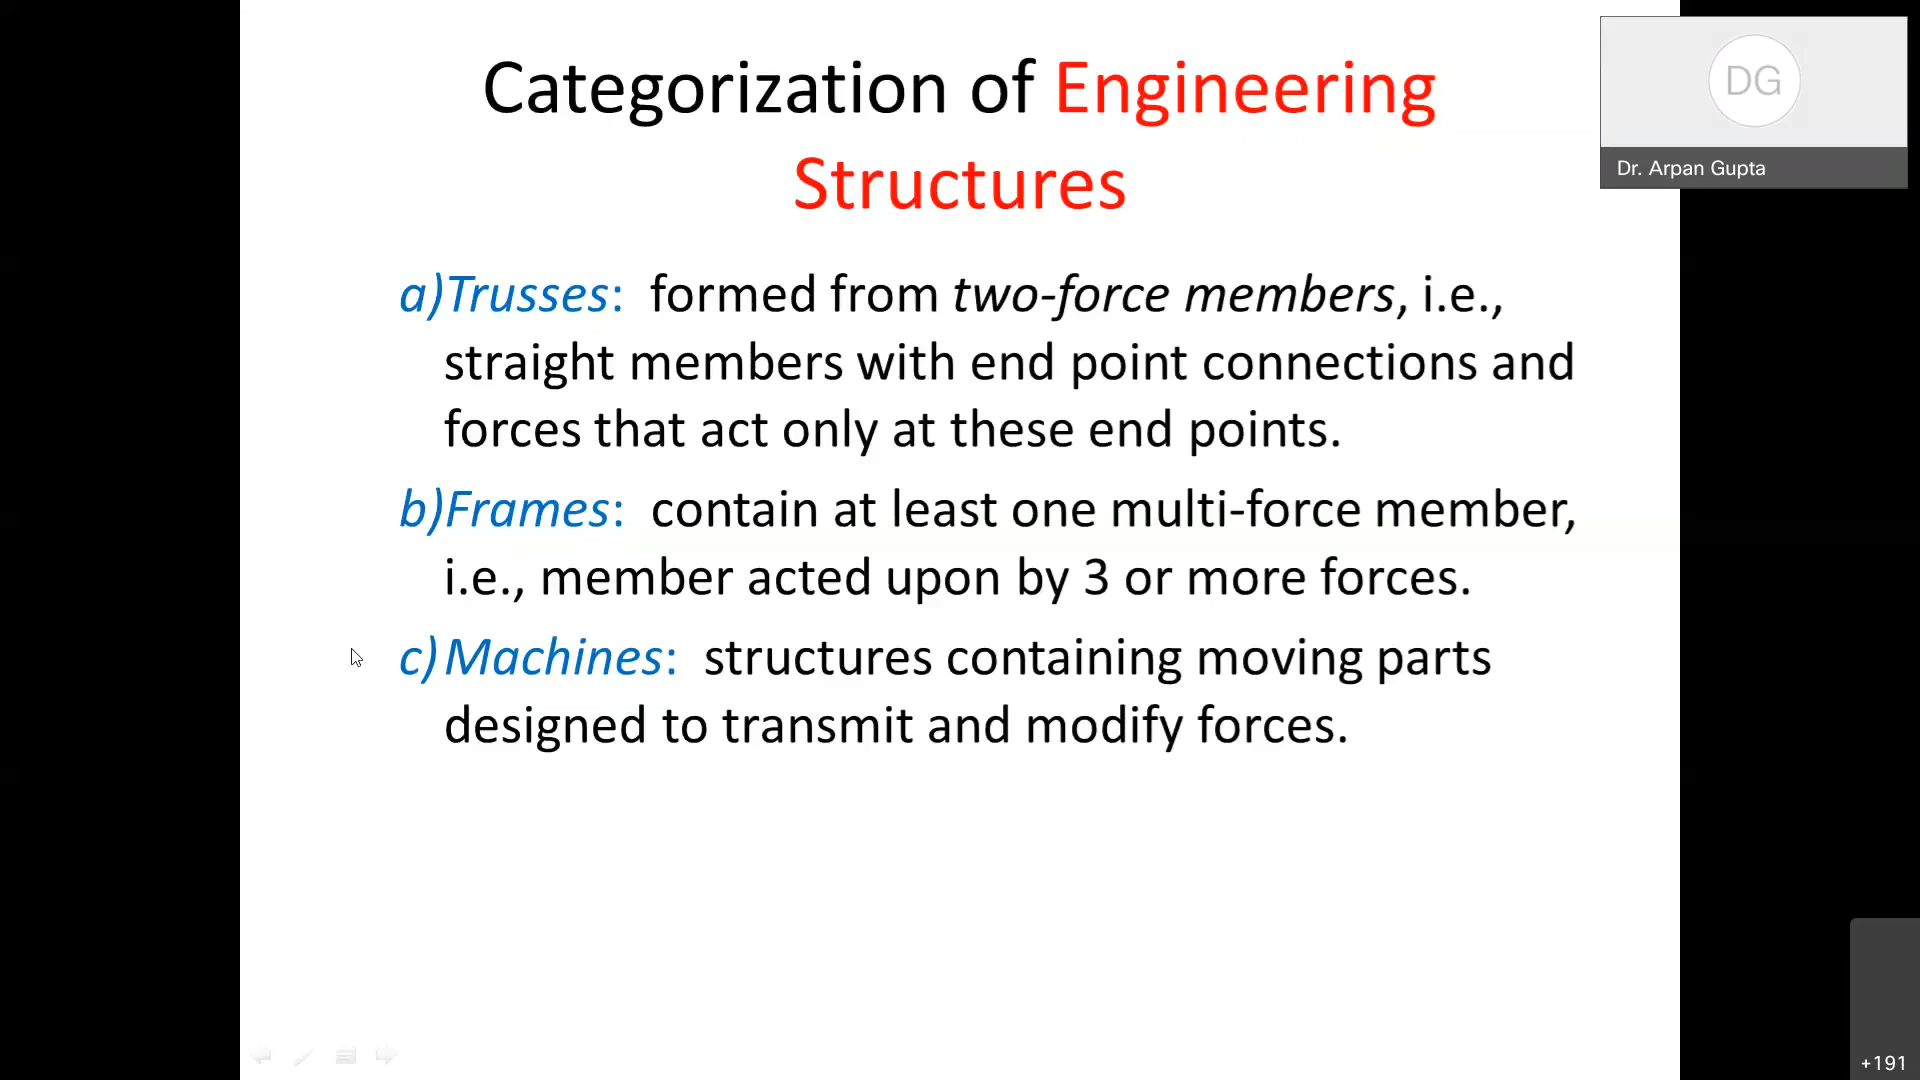 Categorization of Engineering
Structures
a)Trusses: formed from two-force members, i.e.,
straight members with end point connections and
forces that act only at these end points.
b)Frames: contain at least one multi-force member,
i.e., member acted upon by 3 or more forces.
c)Machines: structures containing moving parts
designed to transmit and modify forces.
DG
Dr. Arpan Gupta
+191